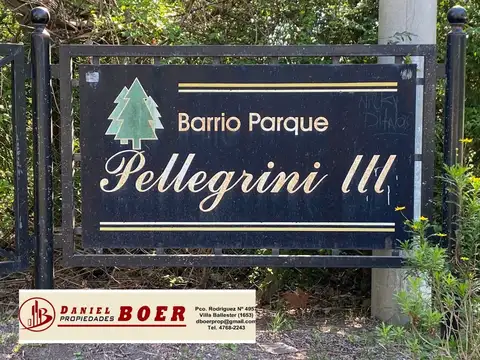 Barrio Parque
Pellegrini III
DANIEL BOER
PROPIEDADES
Pco. Rodriguez Nº 495
Villa Ballester (1653)
dboerprop@gmail.com
Tel. 4768-2243